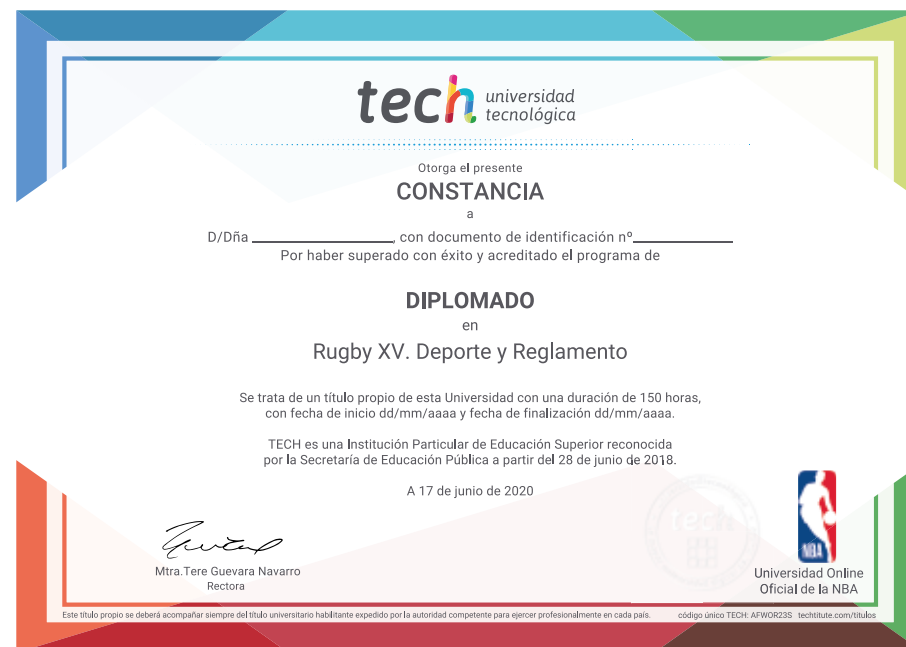 tech universidad
tecnológica
Otorga el presente
CONSTANCIA
a
D/Dña ____________, con documento de identificación nº____________
Por haber superado con éxito y acreditado el programa de
DIPLOMADO
en
Rugby XV. Deporte y Reglamento
Se trata de un título propio de esta Universidad con una duración de 150 horas,
con fecha de inicio dd/mm/aaaa y fecha de finalización dd/mm/aaaa.
TECH es una Institución Particular de Educación Superior reconocida
por la Secretaría de Educación Pública a partir del 28 de junio de 2018.
A 17 de junio de 2020
tech
NBA
Mtra.Tere Guevara Navarro
Rectora
Universidad Online
Oficial de la NBA
Este título propio se deberá acompañar siempre del título universitario habilitante expedido por la autoridad competente para ejercer profesionalmente en cada país.
código único TECH: AFWOR23S techtitute.com/titulos